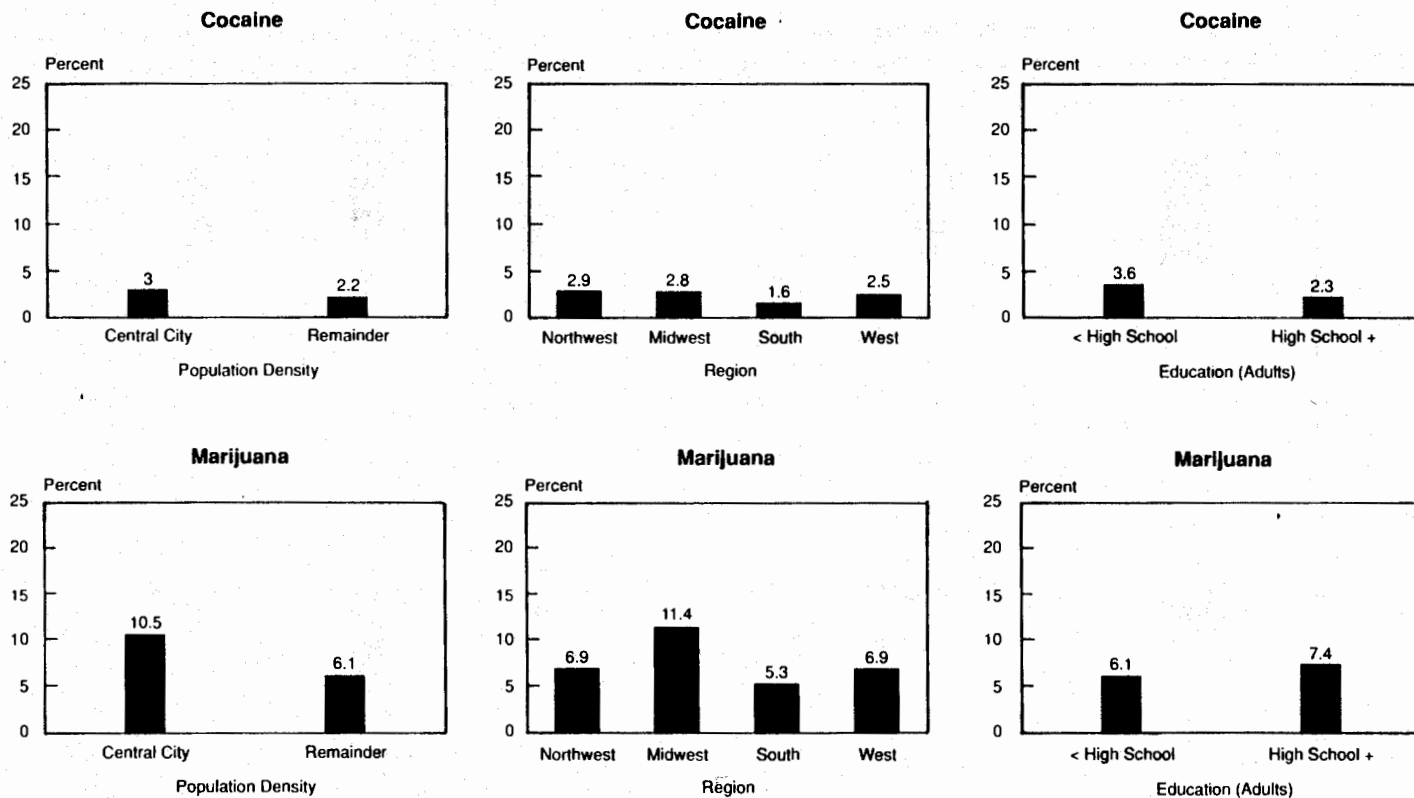 Cocaine
Percent
25
20
15
10
5
0
3
2.2
Central City Remainder
Population Density
Cocaine
Percent
25
20
15
10
5
0
2.9
2.8
1.6
2.5
Northwest Midwest South West
Region
Cocaine
Percent
25
20
15
10
5
0
3.6
2.3
< High School High School +
Education (Adults)
Marijuana
Percent
25
20
15
10
5
0
10.5
6.1
Central City Remainder
Population Density
Marijuana
Percent
25
20
15
10
5
0
6.9
11.4
5.3
6.9
Northwest Midwest South West
Region
Marijuana
Percent
25
20
15
10
5
0
6.1
7.4
< High School High School +
Education (Adults)